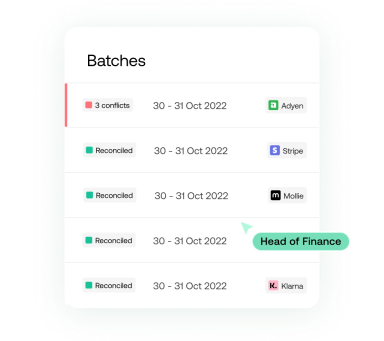 Batches
3 conflicts 30 - 31 Oct 2022 Adyen
Reconciled 30 - 31 Oct 2022 Stripe
Reconciled 30 - 31 Oct 2022 Mollie
Reconciled 30 - 31 Oct 2022
Head of Finance
Reconciled 30 - 31 Oct 2022 K. Klarna